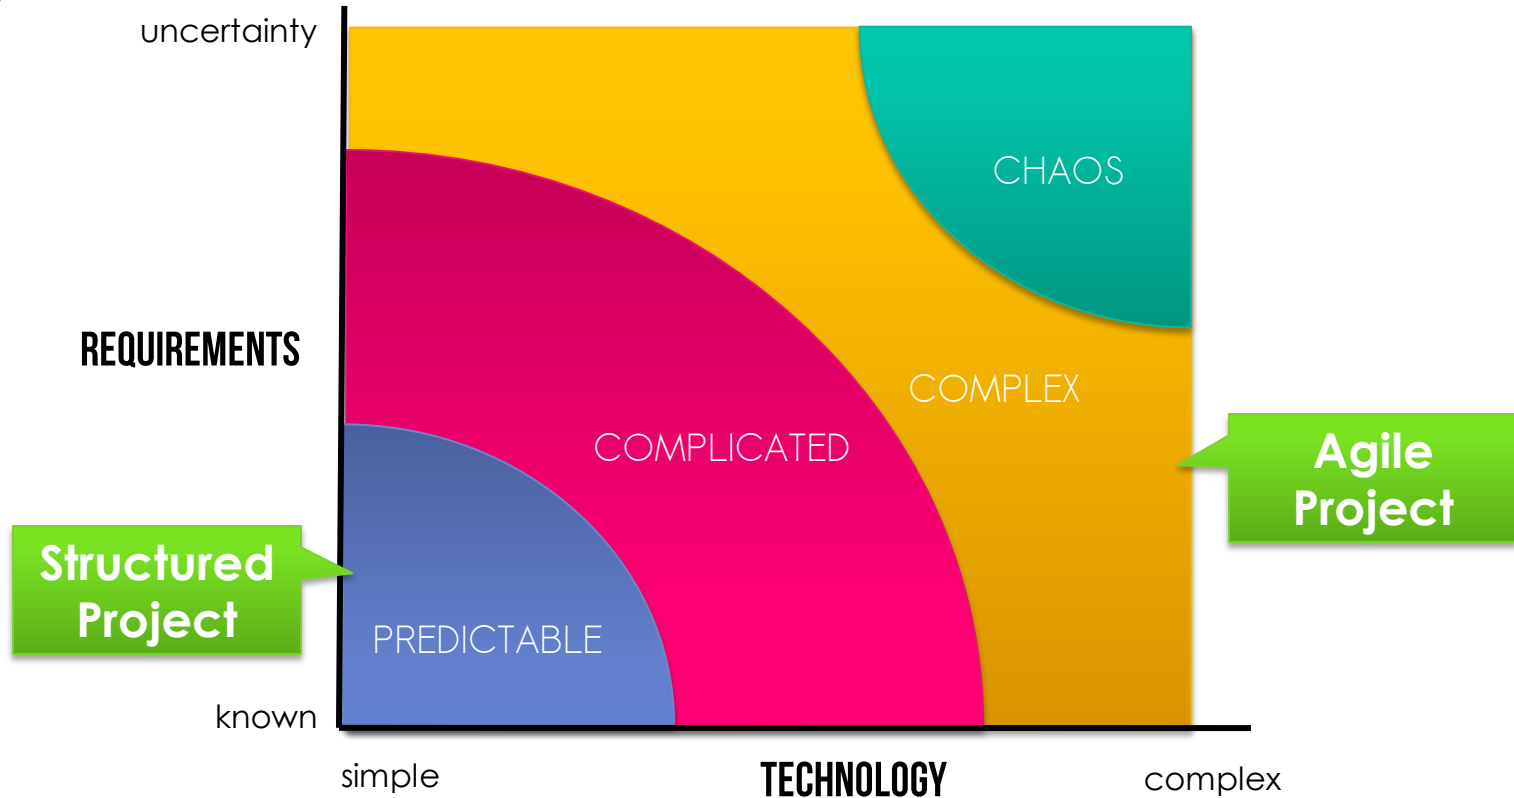 uncertainty
CHAOS
REQUIREMENTS
COMPLEX
COMPLICATED
Agile
Project
Structured
Project
PREDICTABLE
known
simple
TECHNOLOGY
complex